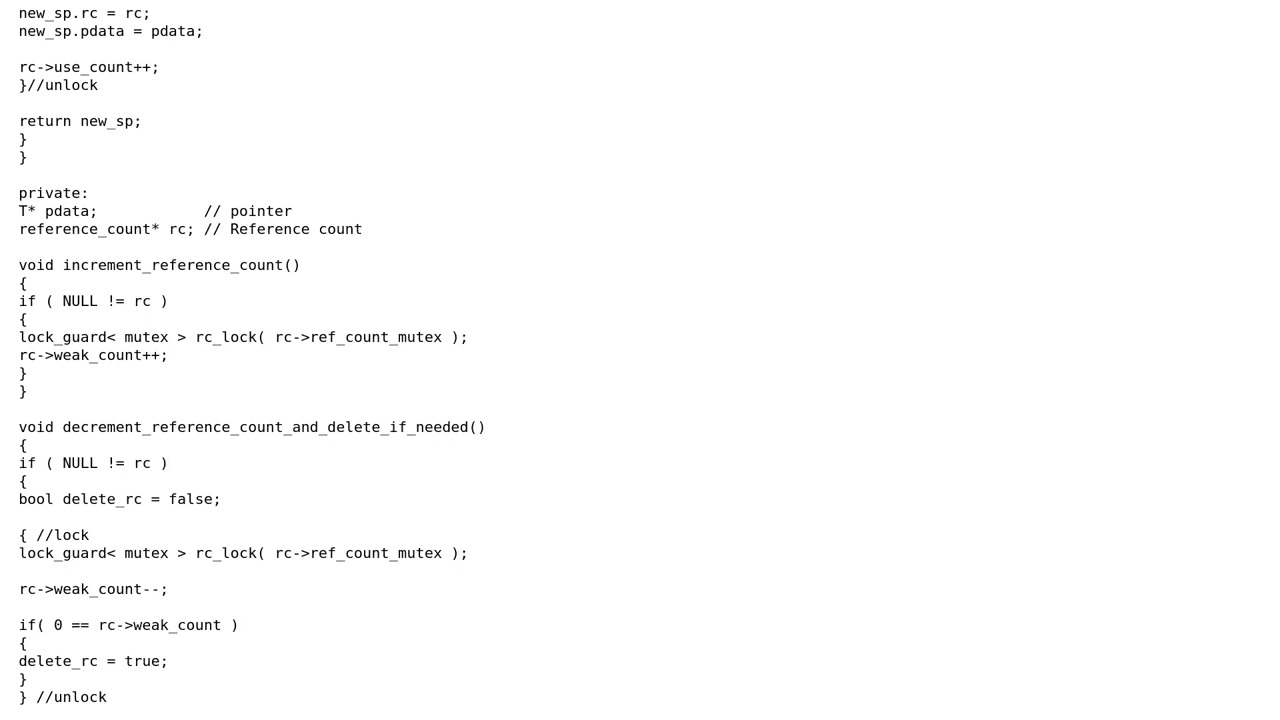 new_sp.rc = rc;
new_sp.pdata = pdata;
rc->use_count++;
}//unlock
return new_sp;
}
}
private:
T* pdata;            // pointer
reference_count* rc; // Reference count
void increment_reference_count()
{
if ( NULL != rc )
{
lock_guard< mutex > rc_lock( rc->ref_count_mutex );
rc->weak_count++;
}
}
void decrement_reference_count_and_delete_if_needed()
{
if ( NULL != rc )
{
bool delete_rc = false;
{ //lock
lock_guard< mutex > rc_lock( rc->ref_count_mutex );
rc->weak_count--;
if( 0 == rc->weak_count )
{
delete_rc = true;
}
} //unlock